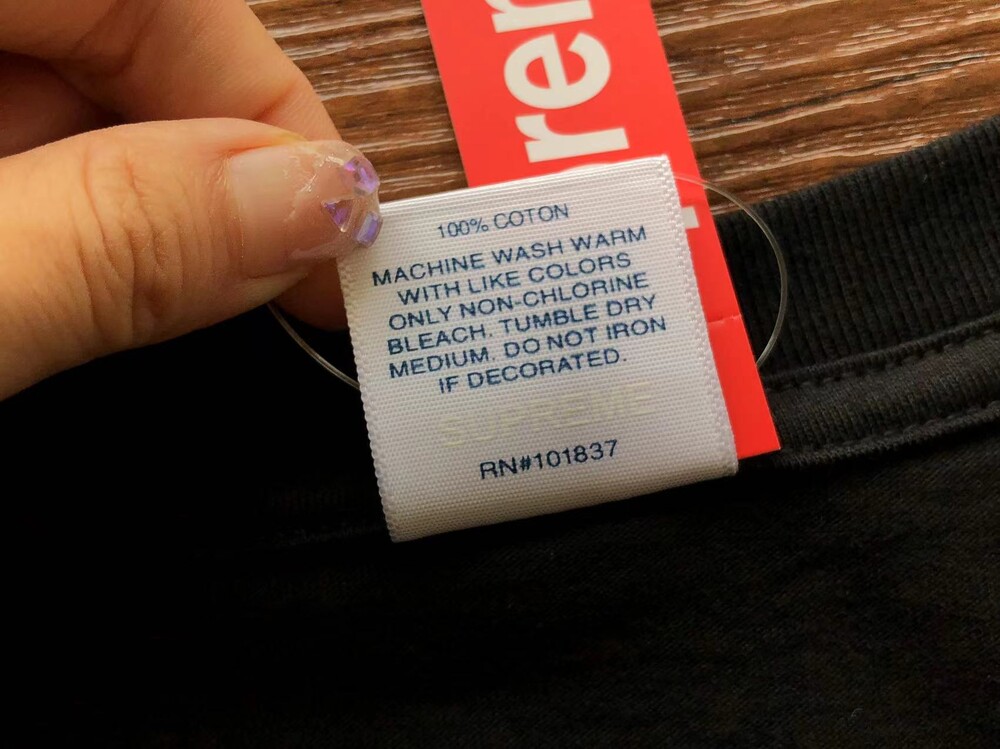 preme
100% COTON
MACHINE WASH WARM
WITH LIKE COLORS
ONLY NON-CHLORINE
BLEACH. TUMBLE DRY
MEDIUM. DO NOT IRON
IF DECORATED.
SUPREME
RN#101837